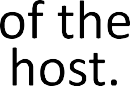 of the
host.